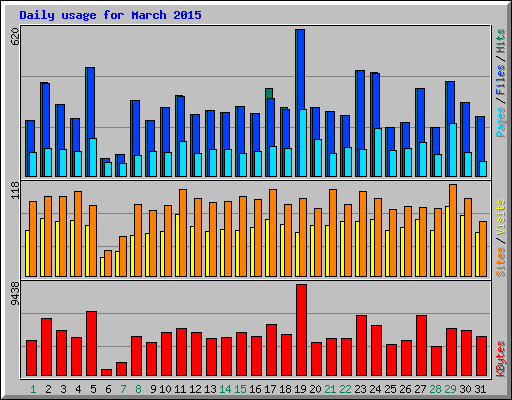 Daily usage for March 2015
620
Pages / Files / Hits
118
Sites / Visits
9438
KBytes
1 2 3 4 5 6 7 8 9 10 11 12 13 14 15 16 17 18 19 20 21 22 23 24 25 26 27 28 29 30 31